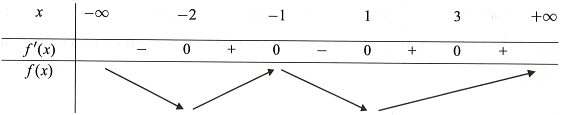 x −∞ −2 −1 1 3 +∞
f′(x) − 0 + 0 − 0 + 0 +
f(x)